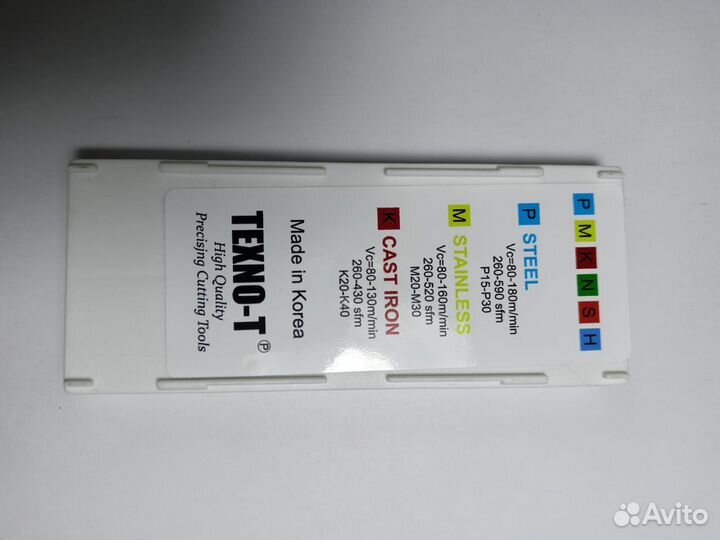 P M K N S H
P STEEL
Vc=80-180m/min
260-590 sfm
P15-P30
M STAINLESS
Vc=80-160m/min
260-520 sfm
M20-M30
K CAST IRON
Vc=80-130m/min
260-430 sfm
K20-K40
Made in Korea
TEXNO-T Ⓟ
High Quality
Precisjng Cutting Tools
Avito